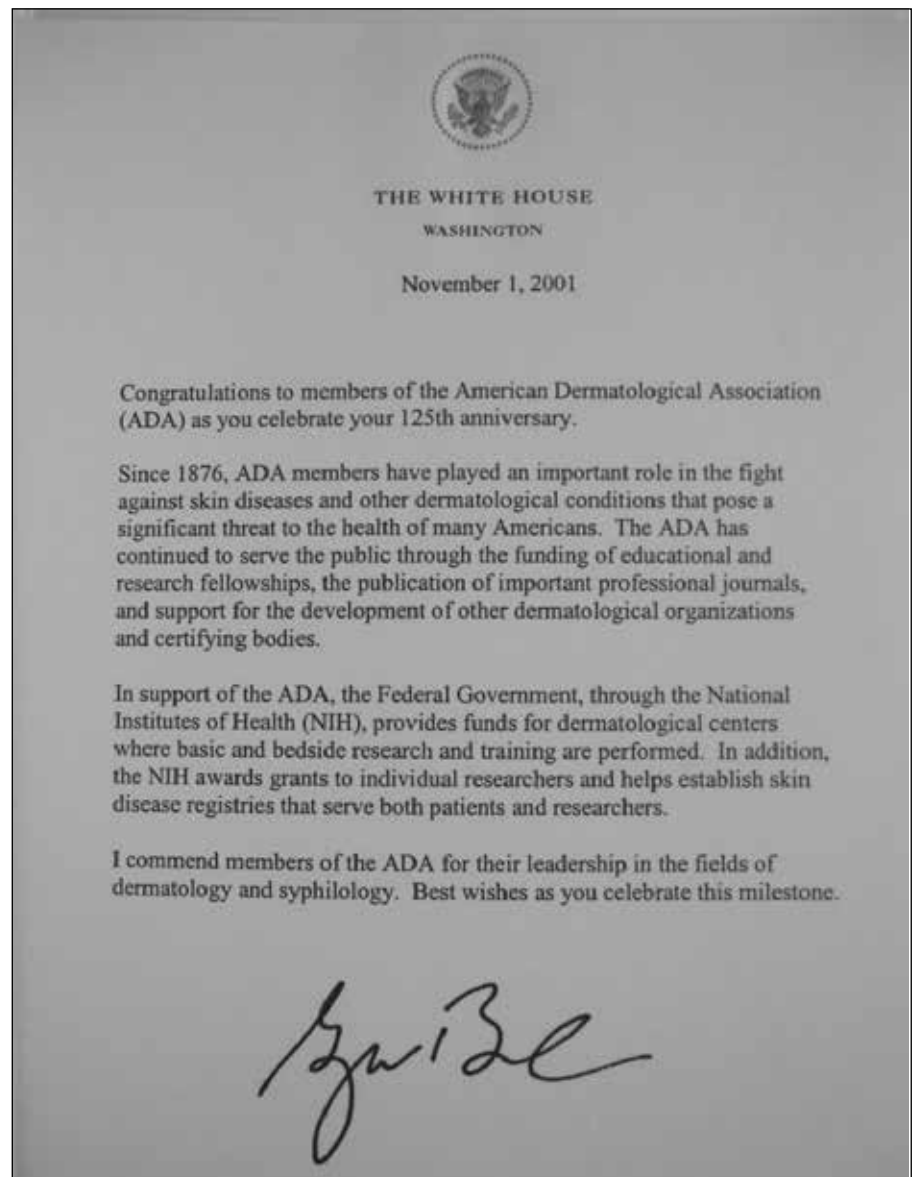 THE WHITE HOUSE
WASHINGTON
November 1, 2001
Congratulations to members of the American Dermatological Association
(ADA) as you celebrate your 125th anniversary.
Since 1876, ADA members have played an important role in the fight
against skin diseases and other dermatological conditions that pose a
significant threat to the health of many Americans.  The ADA has
continued to serve the public through the funding of educational and
research fellowships, the publication of important professional journals,
and support for the development of other dermatological organizations
and certifying bodies.
In support of the ADA, the Federal Government, through the National
Institutes of Health (NIH), provides funds for dermatological centers
where basic and bedside research and training are performed.  In addition,
the NIH awards grants to individual researchers and helps establish skin
disease registries that serve both patients and researchers.
I commend members of the ADA for their leadership in the fields of
dermatology and syphilology.  Best wishes as you celebrate this milestone.